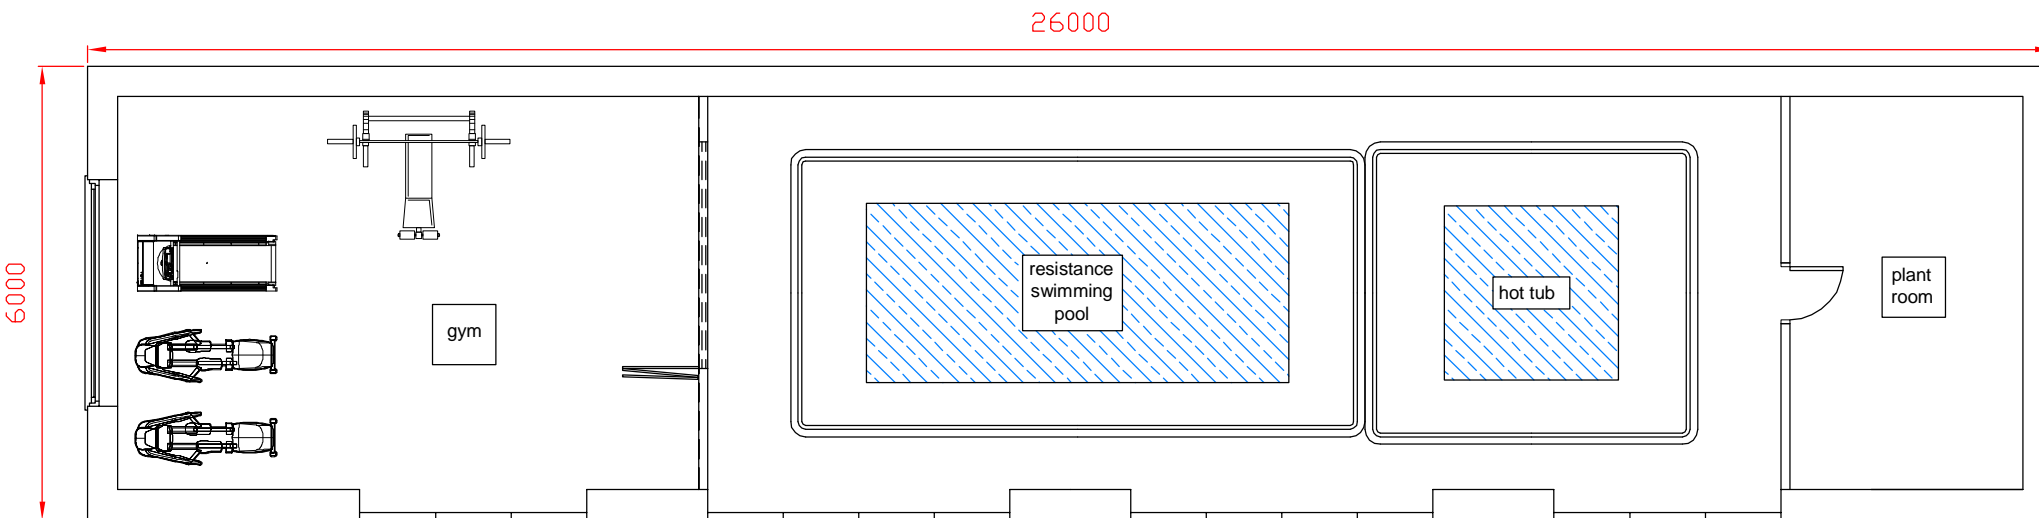 26000
6000
gym
resistance
swimming
pool
hot tub
plant
room